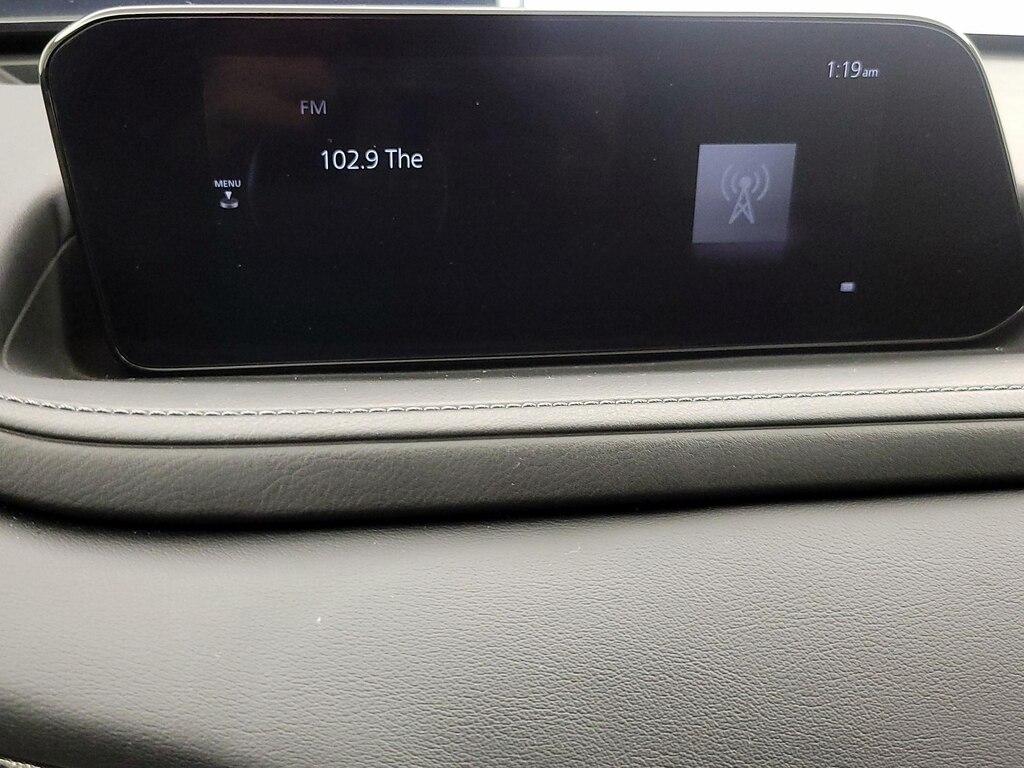 1:19am
FM
102.9 The
MENU